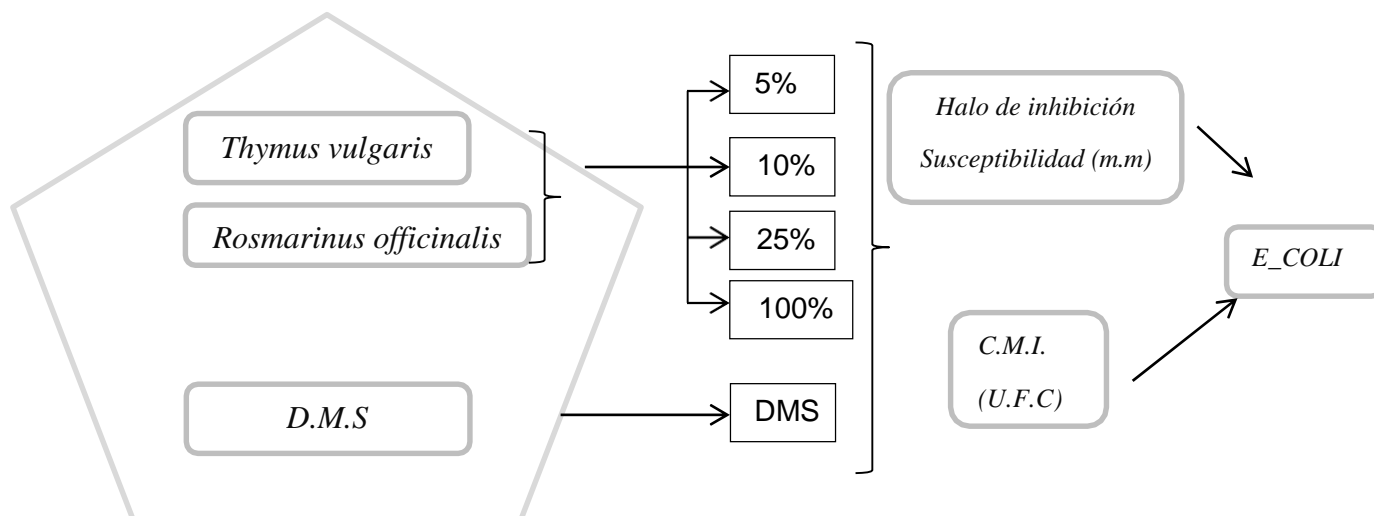 Thymus vulgaris
Rosmarinus officinalis
D.M.S
5%
10%
25%
100%
DMS
Halo de inhibición
Susceptibilidad (m.m)
C.M.I.
(U.F.C)
E_COLI